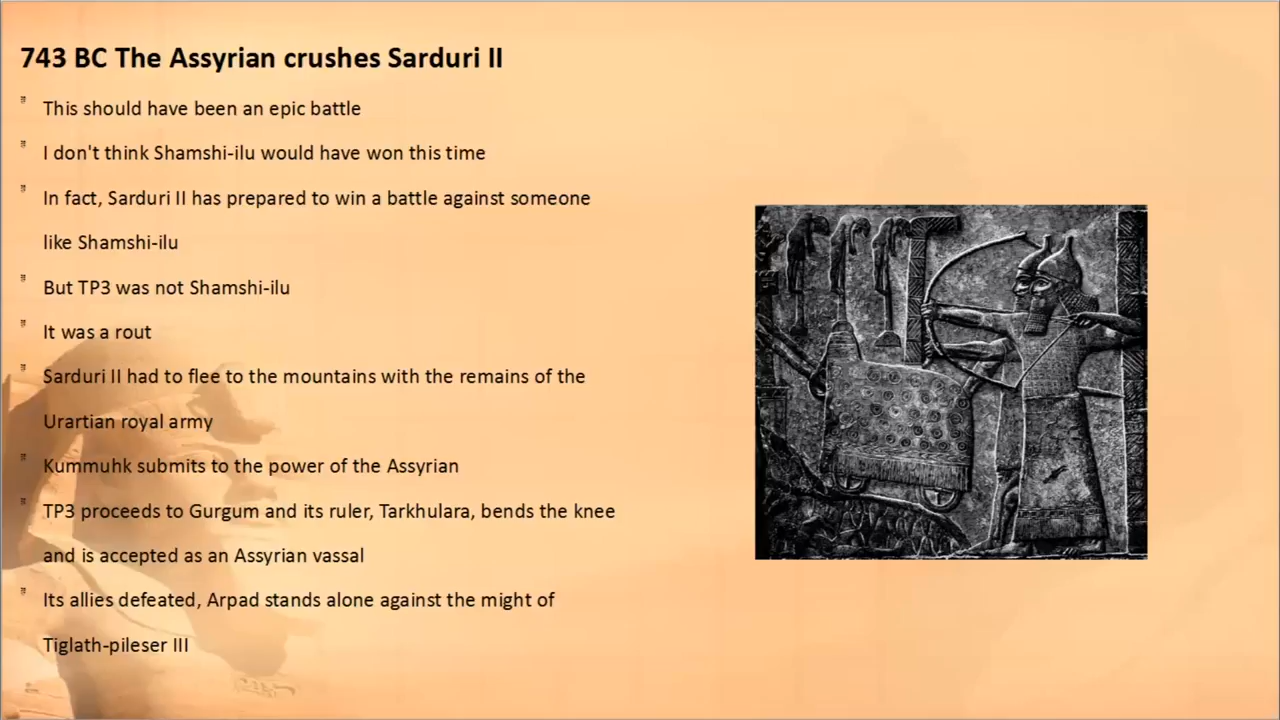 743 BC The Assyrian crushes Sarduri II
This should have been an epic battle
I don't think Shamshi-ilu would have won this time
In fact, Sarduri II has prepared to win a battle against someone
like Shamshi-ilu
But TP3 was not Shamshi-ilu
It was a rout
Sarduri II had to flee to the mountains with the remains of the
Urartian royal army
Kummuhk submits to the power of the Assyrian
TP3 proceeds to Gurgum and its ruler, Tarkhulara, bends the knee
and is accepted as an Assyrian vassal
Its allies defeated, Arpad stands alone against the might of
Tiglath-pileser III